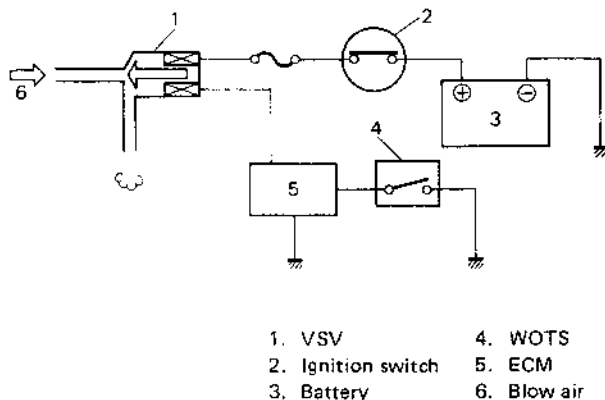 1
2
6
⊕ ⊖
3
4
5
1. VSV
2. Ignition switch
3. Battery
4. WOTS
5. ECM
6. Blow air